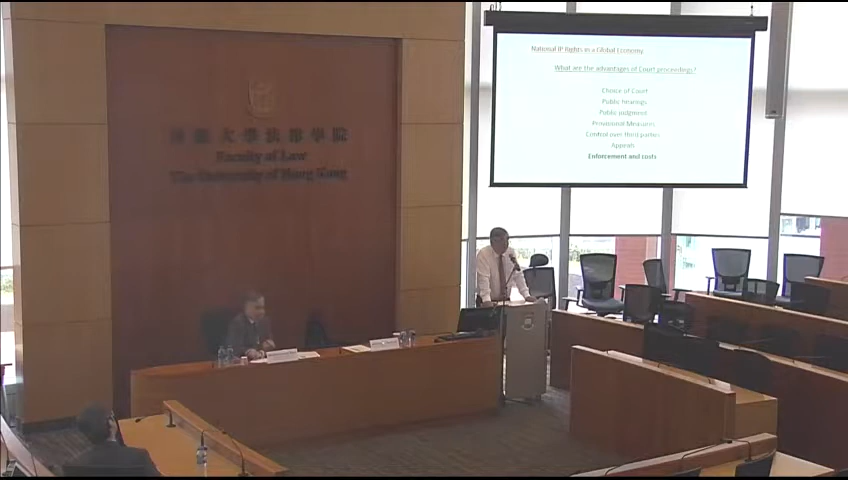 National IP Rights in a Global Economy
What are the advantages of Court proceedings?
Choice of Court
Public hearings
Public judgment
Provisional Measures
Control over third parties
Appeals
Enforcement and costs
香港大學法律學院
Faculty of Law
The University of Hong Kong